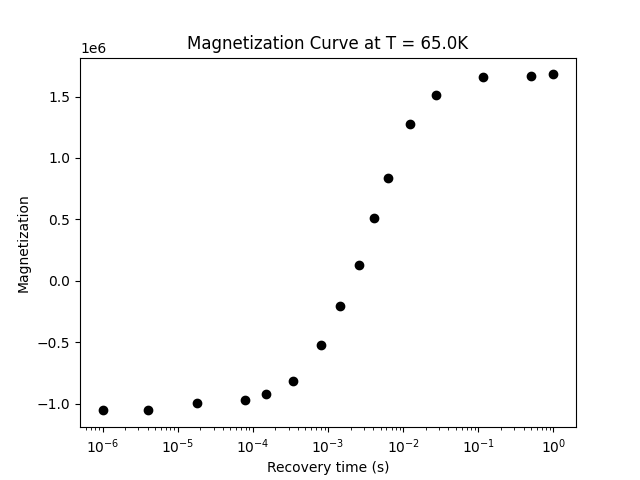 Magnetization Curve at T = 65.0K
1e6
1.5
1.0
0.5
0.0
−0.5
−1.0
Magnetization
10⁻⁶ 10⁻⁵ 10⁻⁴ 10⁻³ 10⁻² 10⁻¹ 10⁰
Recovery time (s)